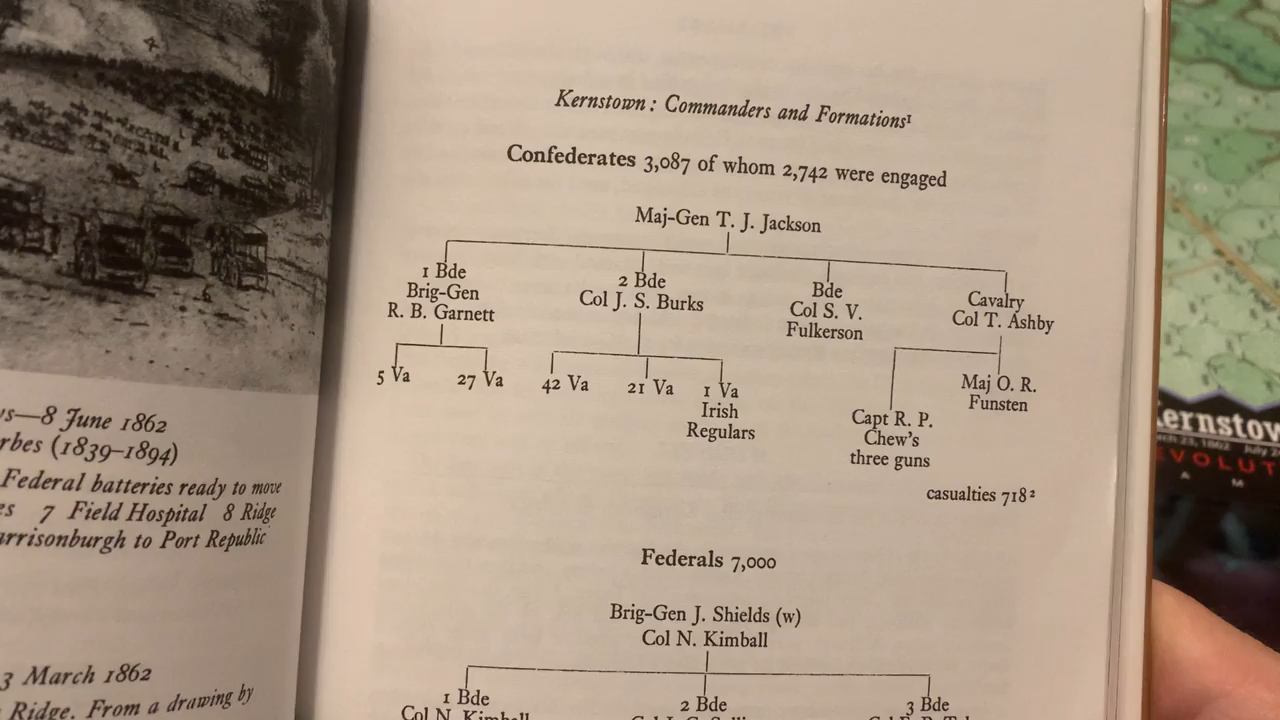 Kernstown: Commanders and Formations¹
Confederates 3,087 of whom 2,742 were engaged
Maj-Gen T. J. Jackson
1 Bde
Brig-Gen
R. B. Garnett
2 Bde
Col J. S. Burks
Bde
Col S. V.
Fulkerson
Cavalry
Col T. Ashby
5 Va
27 Va
42 Va
21 Va
1 Va
Irish
Regulars
Capt R. P.
Chew's
three guns
Maj O. R.
Funsten
casualties 718²
Federals 7,000
Brig-Gen J. Shields (w)
Col N. Kimball
1 Bde
Col N. Kimball
2 Bde
3 Bde
—8 June 1862
(1839–1894)
Federal batteries ready to move
7 Field Hospital 8 Ridge
to Port Republic
March 1862
Ridge. From a drawing by